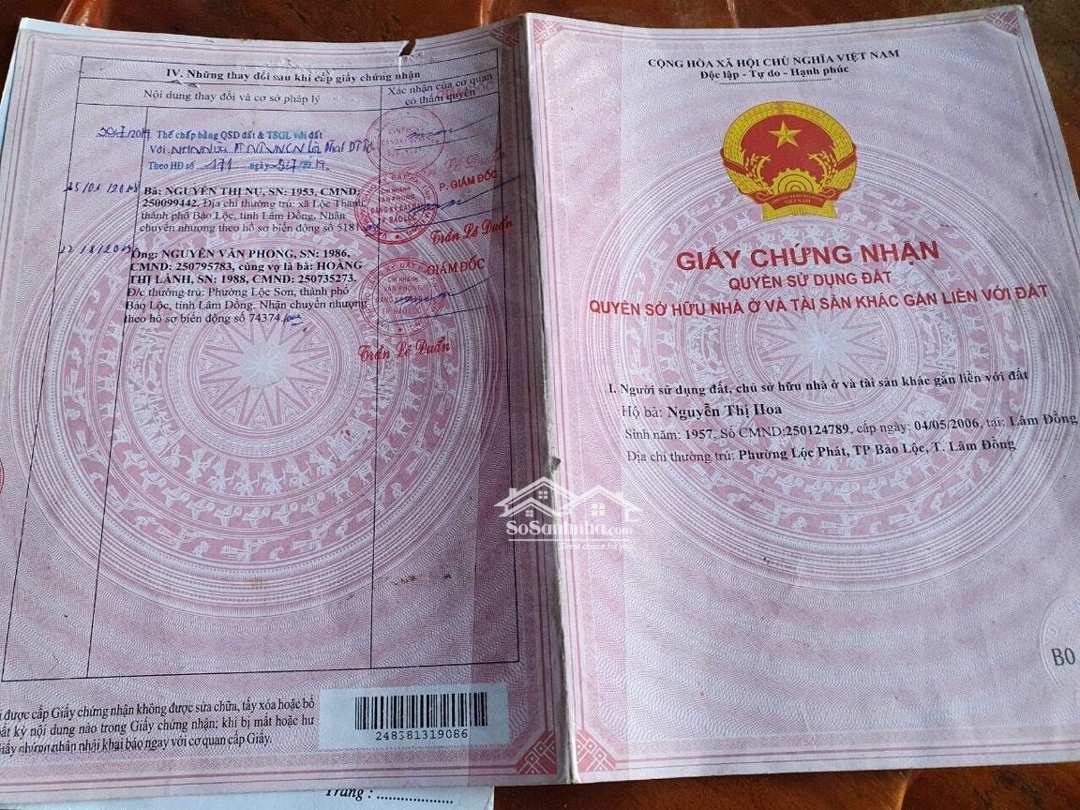 IV. Những thay đổi sau khi cấp giấy chứng nhận
Nội dung thay đổi và cơ sở pháp lý
Xác nhận của cơ quan
có thẩm quyền
Thế chấp bằng QSD đất & TSGL với đất
Với
Theo HĐ số 171 ngày
P. GIÁM ĐỐC
Trần Lê Duẩn
Bà: NGUYỄN THỊ NU, SN: 1953, CMND:
250099442. Địa chỉ thường trú: xã Lộc Thanh,
thành phố Bảo Lộc, tỉnh Lâm Đồng. Nhận
chuyển nhượng theo hồ sơ biến động số 5181
Ông: NGUYỄN VĂN PHONG, SN: 1986,
CMND: 250795783, cùng vợ là bà: HOÀNG
THỊ LÁNH, SN: 1988, CMND: 250735273.
Đ/c thường trú: Phường Lộc Sơn, thành phố
Bảo Lộc, tỉnh Lâm Đồng. Nhận chuyển nhượng
theo hồ sơ biến động số 74374
GIÁM ĐỐC
Trần Lê Duẩn
được cấp Giấy chứng nhận không được sửa chữa, tẩy xóa hoặc bổ
kỳ nội dung nào trong Giấy chứng nhận; khi bị mất hoặc hư
Giấy chứng nhận phải khai báo ngay với cơ quan cấp Giấy.
248381319086
Trang :
CỘNG HÒA XÃ HỘI CHỦ NGHĨA VIỆT NAM
Độc lập - Tự do - Hạnh phúc
GIẤY CHỨNG NHẬN
QUYỀN SỬ DỤNG ĐẤT
QUYỀN SỞ HỮU NHÀ Ở VÀ TÀI SẢN KHÁC GẮN LIỀN VỚI ĐẤT
I. Người sử dụng đất, chủ sở hữu nhà ở và tài sản khác gắn liền với đất
Hộ bà: Nguyễn Thị Hoa
Sinh năm: 1957, Số CMND:250124789, cấp ngày: 04/05/2006, tại: Lâm Đồng,
Địa chỉ thường trú: Phường Lộc Phát, TP Bảo Lộc, T. Lâm Đồng
SoSanhnha.com
Great choice for you
B0